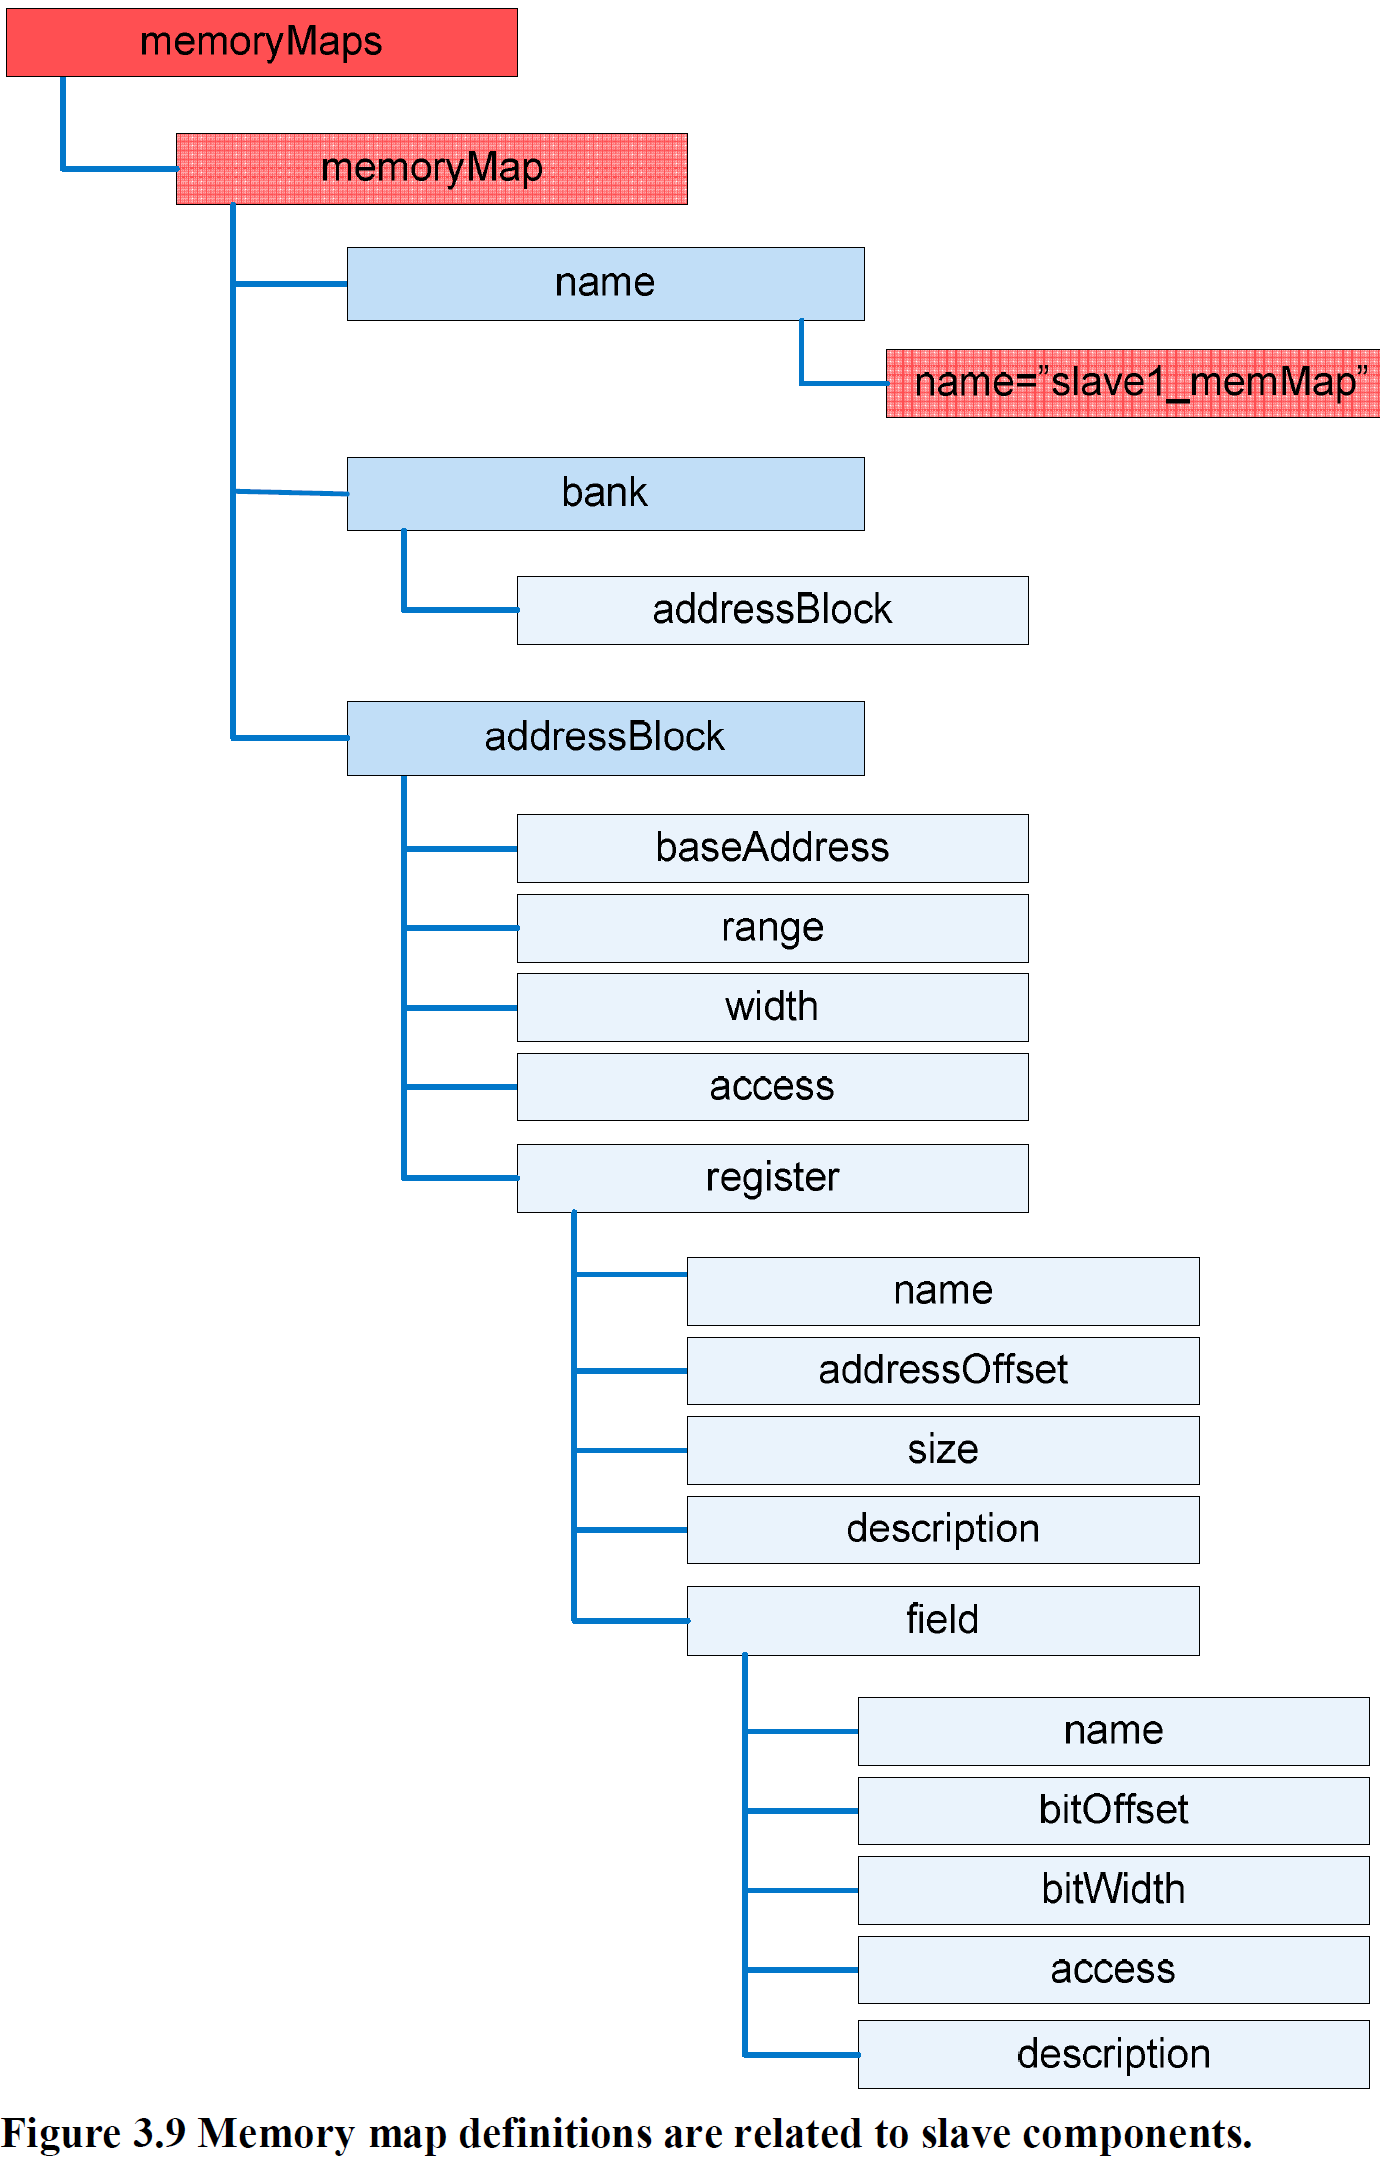 memoryMaps
memoryMap
name
name=”slave1_memMap”
bank
addressBlock
addressBlock
baseAddress
range
width
access
register
name
addressOffset
size
description
field
name
bitOffset
bitWidth
access
description
Figure 3.9 Memory map definitions are related to slave components.